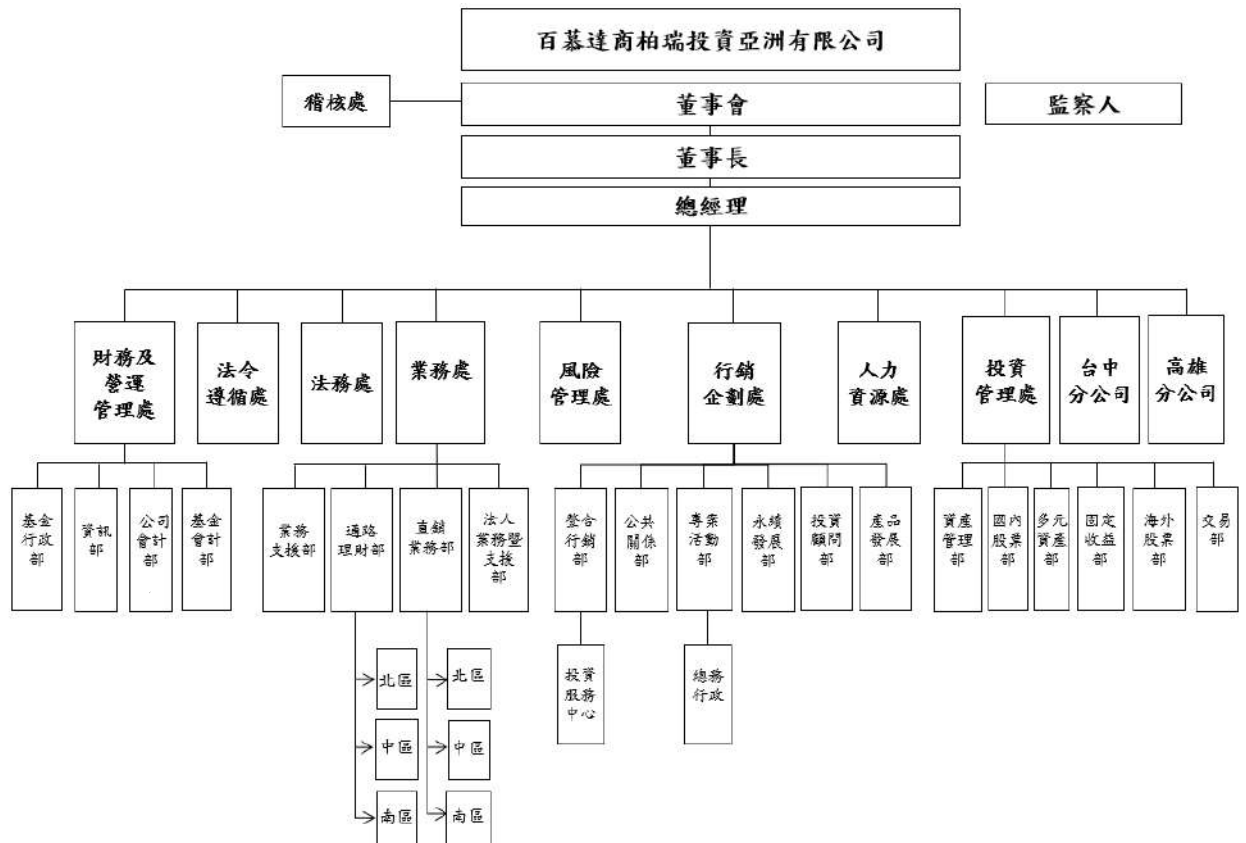 百慕達商柏瑞投資亞洲有限公司
稽核處
董事會
監察人
董事長
總經理
財務及
營運
管理處
法令
遵循處
法務處
業務處
風險
管理處
行銷
企劃處
人力
資源處
投資
管理處
台中
分公司
高雄
分公司
基金
行政
部
資訊
部
公司
會計
部
基金
會計
部
業務
支援部
通路
理財部
直銷
業務部
法人
業務暨
支援
部
整合
行銷
部
公共
關係
部
專案
活動
部
永續
發展
部
投資
顧問
部
產品
發展
部
資產
管理
部
國內
股票
部
多元
資產
部
固定
收益
部
海外
股票
部
交易
部
北區
中區
南區
北區
中區
南區
投資
服務
中心
總務
行政